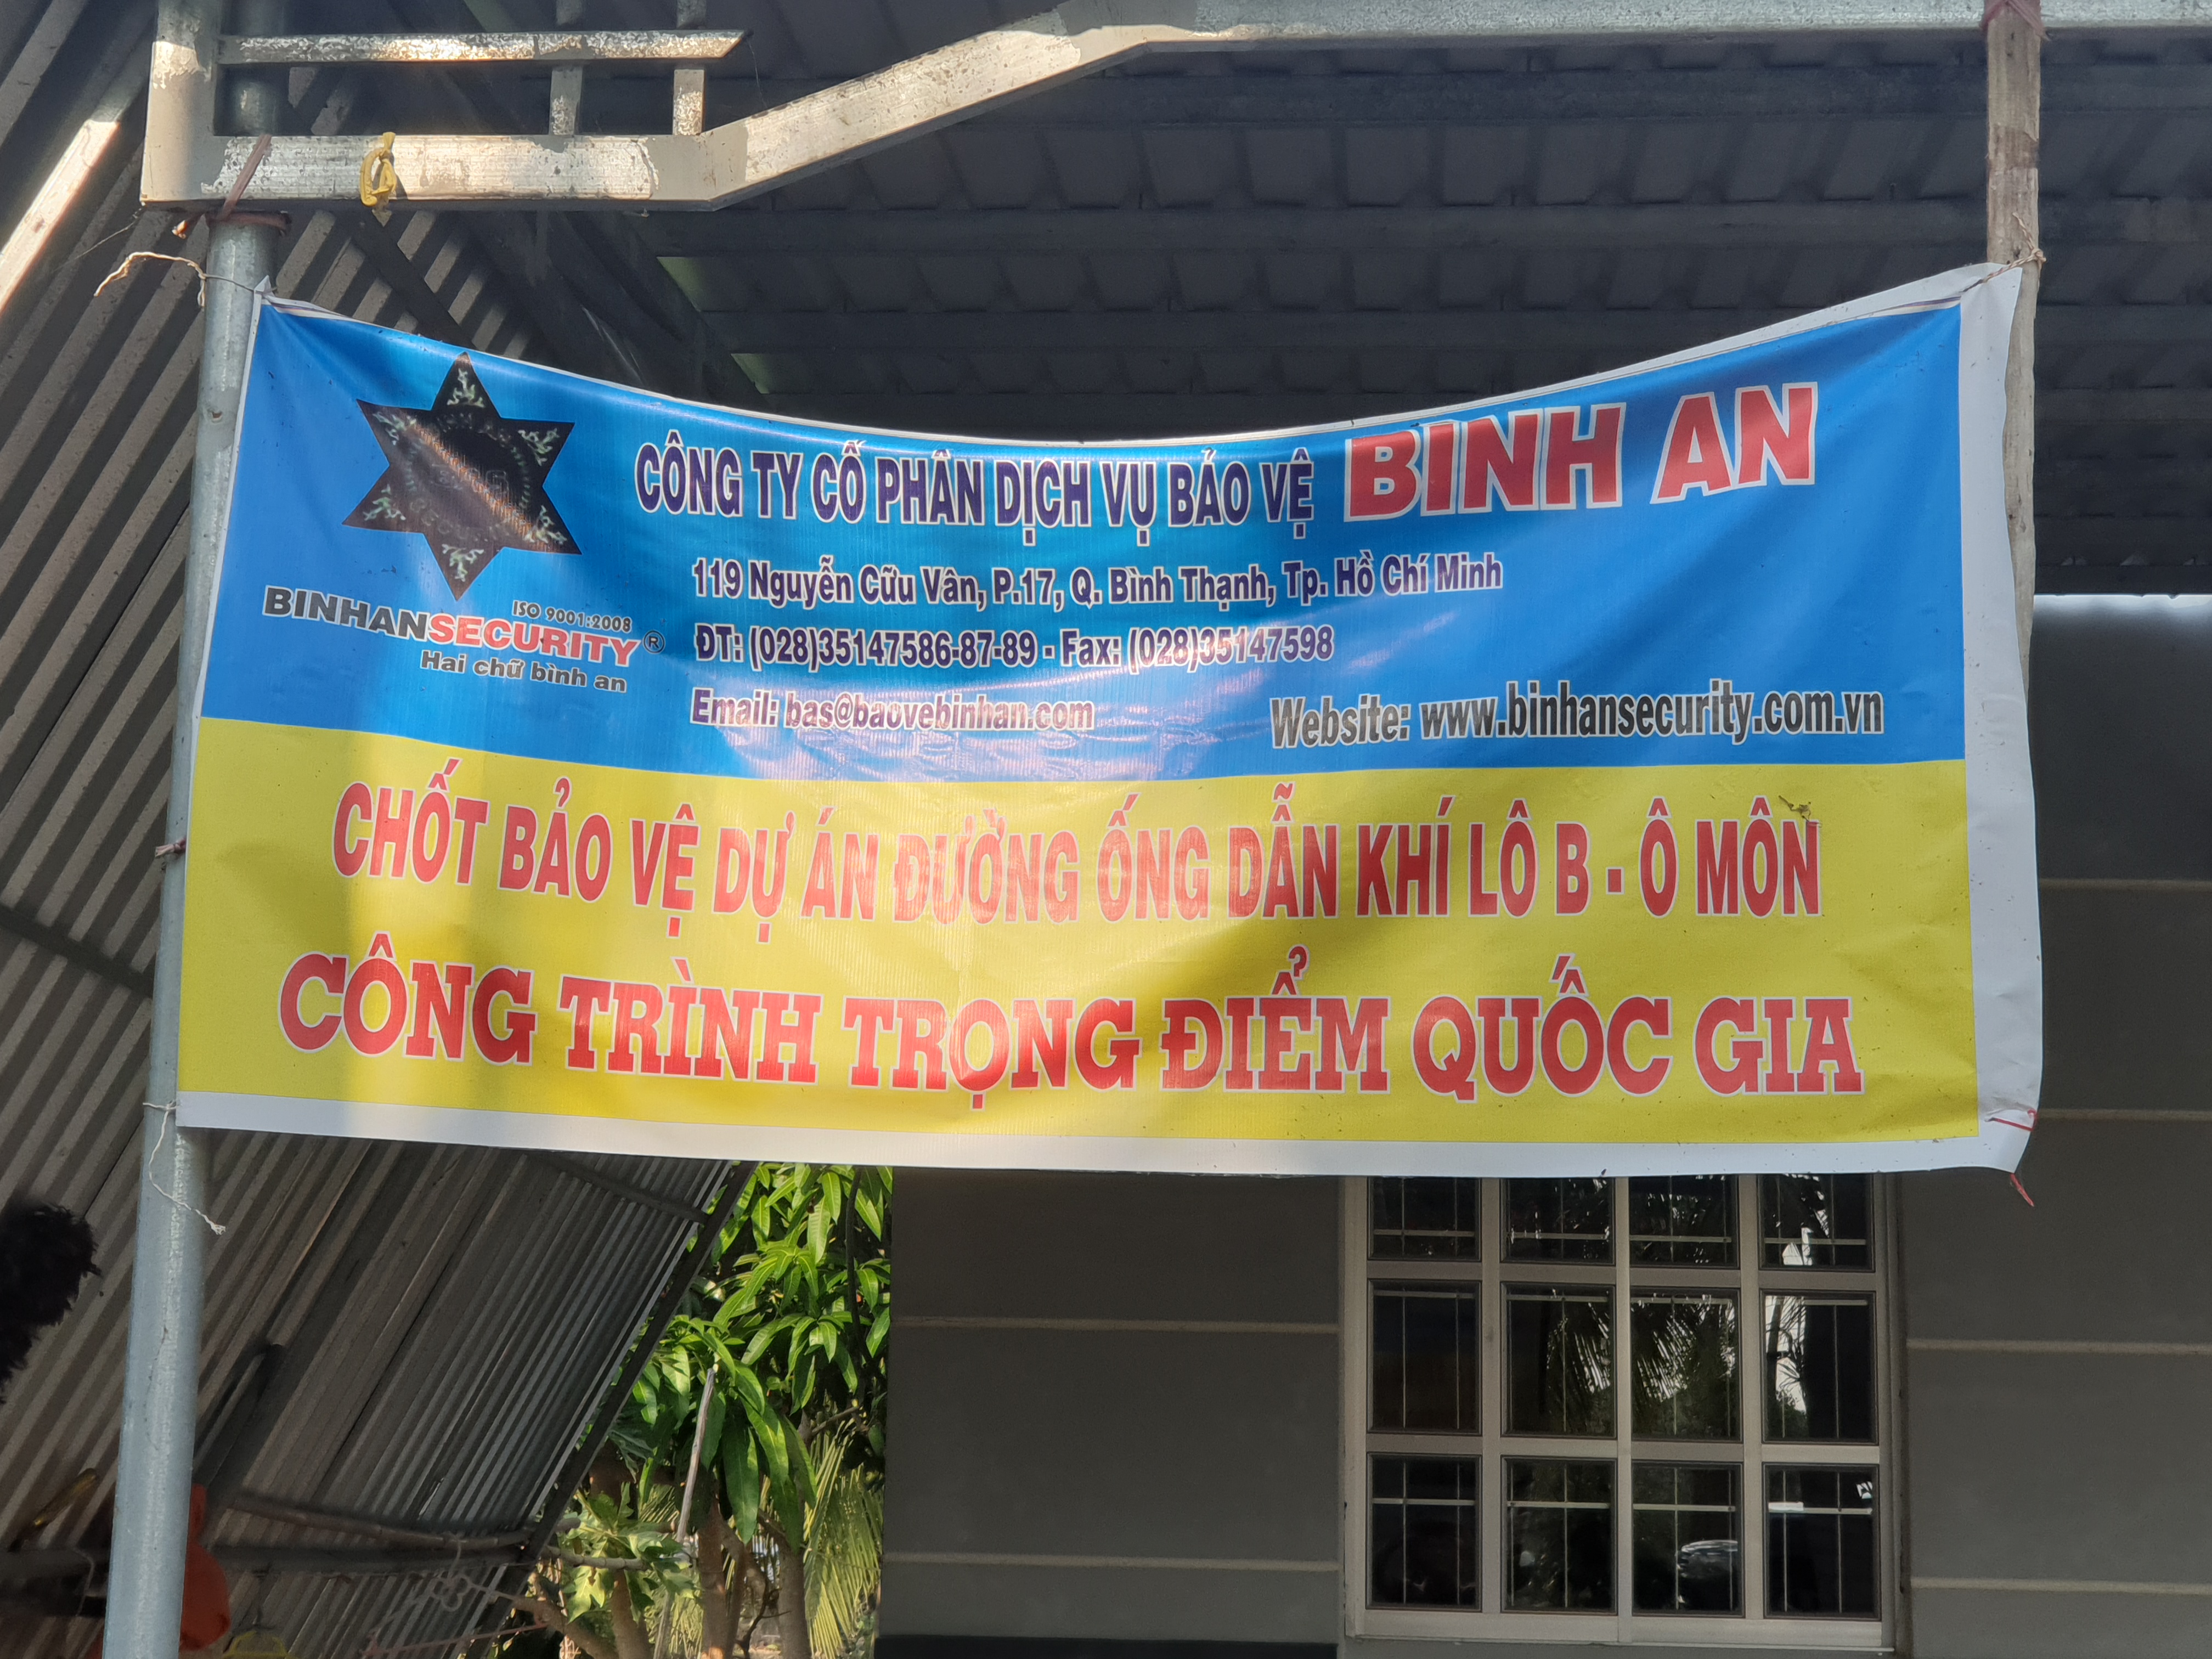 CÔNG TY CỔ PHẦN DỊCH VỤ BẢO VỆ BINH AN
119 Nguyễn Cữu Vân, P.17, Q. Bình Thạnh, Tp. Hồ Chí Minh
ISO 9001:2008
BINHANSECURITY®
Hai chữ bình an
ĐT: (028)35147586-87-89 - Fax: (028)35147598
Email: bas@baovebinhan.com
Website: www.binhansecurity.com.vn
CHỐT BẢO VỆ DỰ ÁN ĐƯỜNG ỐNG DẪN KHÍ LÔ B - Ô MÔN
CÔNG TRÌNH TRỌNG ĐIỂM QUỐC GIA